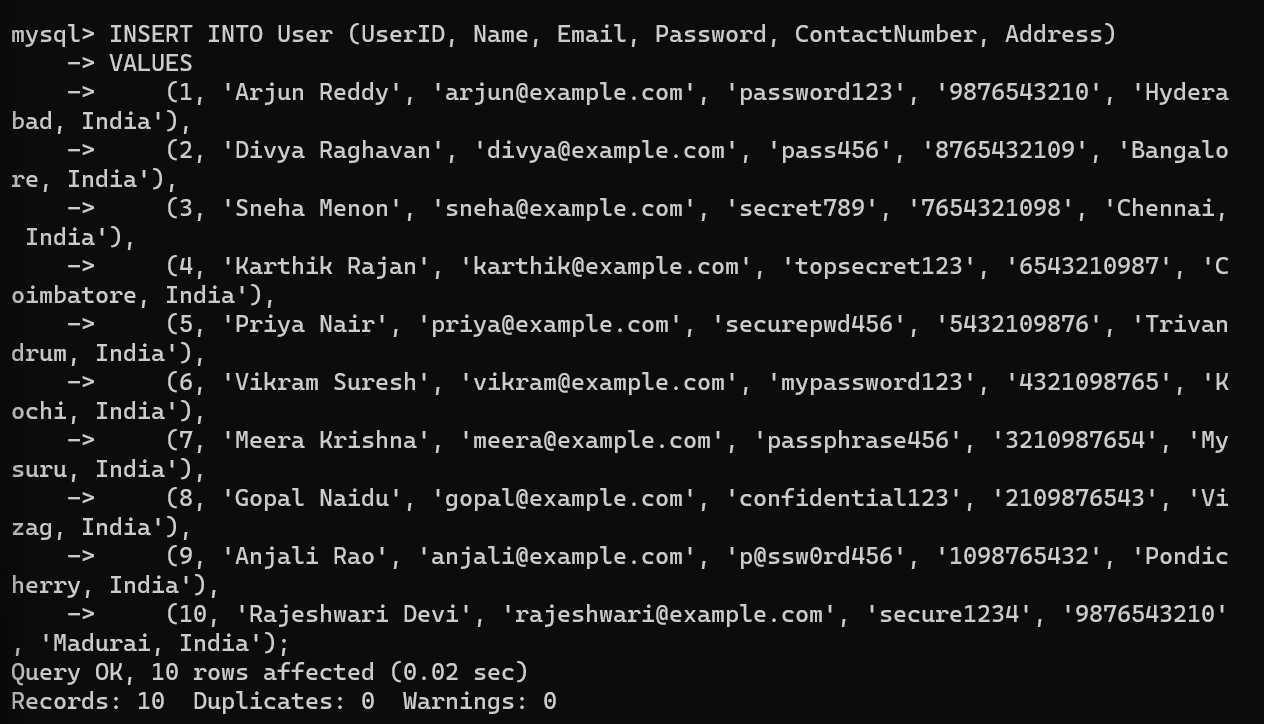 mysql> INSERT INTO User (UserID, Name, Email, Password, ContactNumber, Address)
    -> VALUES
    ->     (1, 'Arjun Reddy', 'arjun@example.com', 'password123', '9876543210', 'Hydera
bad, India'),
    ->     (2, 'Divya Raghavan', 'divya@example.com', 'pass456', '8765432109', 'Bangalo
re, India'),
    ->     (3, 'Sneha Menon', 'sneha@example.com', 'secret789', '7654321098', 'Chennai,
 India'),
    ->     (4, 'Karthik Rajan', 'karthik@example.com', 'topsecret123', '6543210987', 'C
oimbatore, India'),
    ->     (5, 'Priya Nair', 'priya@example.com', 'securepwd456', '5432109876', 'Trivan
drum, India'),
    ->     (6, 'Vikram Suresh', 'vikram@example.com', 'mypassword123', '4321098765', 'K
ochi, India'),
    ->     (7, 'Meera Krishna', 'meera@example.com', 'passphrase456', '3210987654', 'My
suru, India'),
    ->     (8, 'Gopal Naidu', 'gopal@example.com', 'confidential123', '2109876543', 'Vi
zag, India'),
    ->     (9, 'Anjali Rao', 'anjali@example.com', 'p@ssw0rd456', '1098765432', 'Pondic
herry, India'),
    ->     (10, 'Rajeshwari Devi', 'rajeshwari@example.com', 'secure1234', '9876543210'
, 'Madurai, India');
Query OK, 10 rows affected (0.02 sec)
Records: 10  Duplicates: 0  Warnings: 0